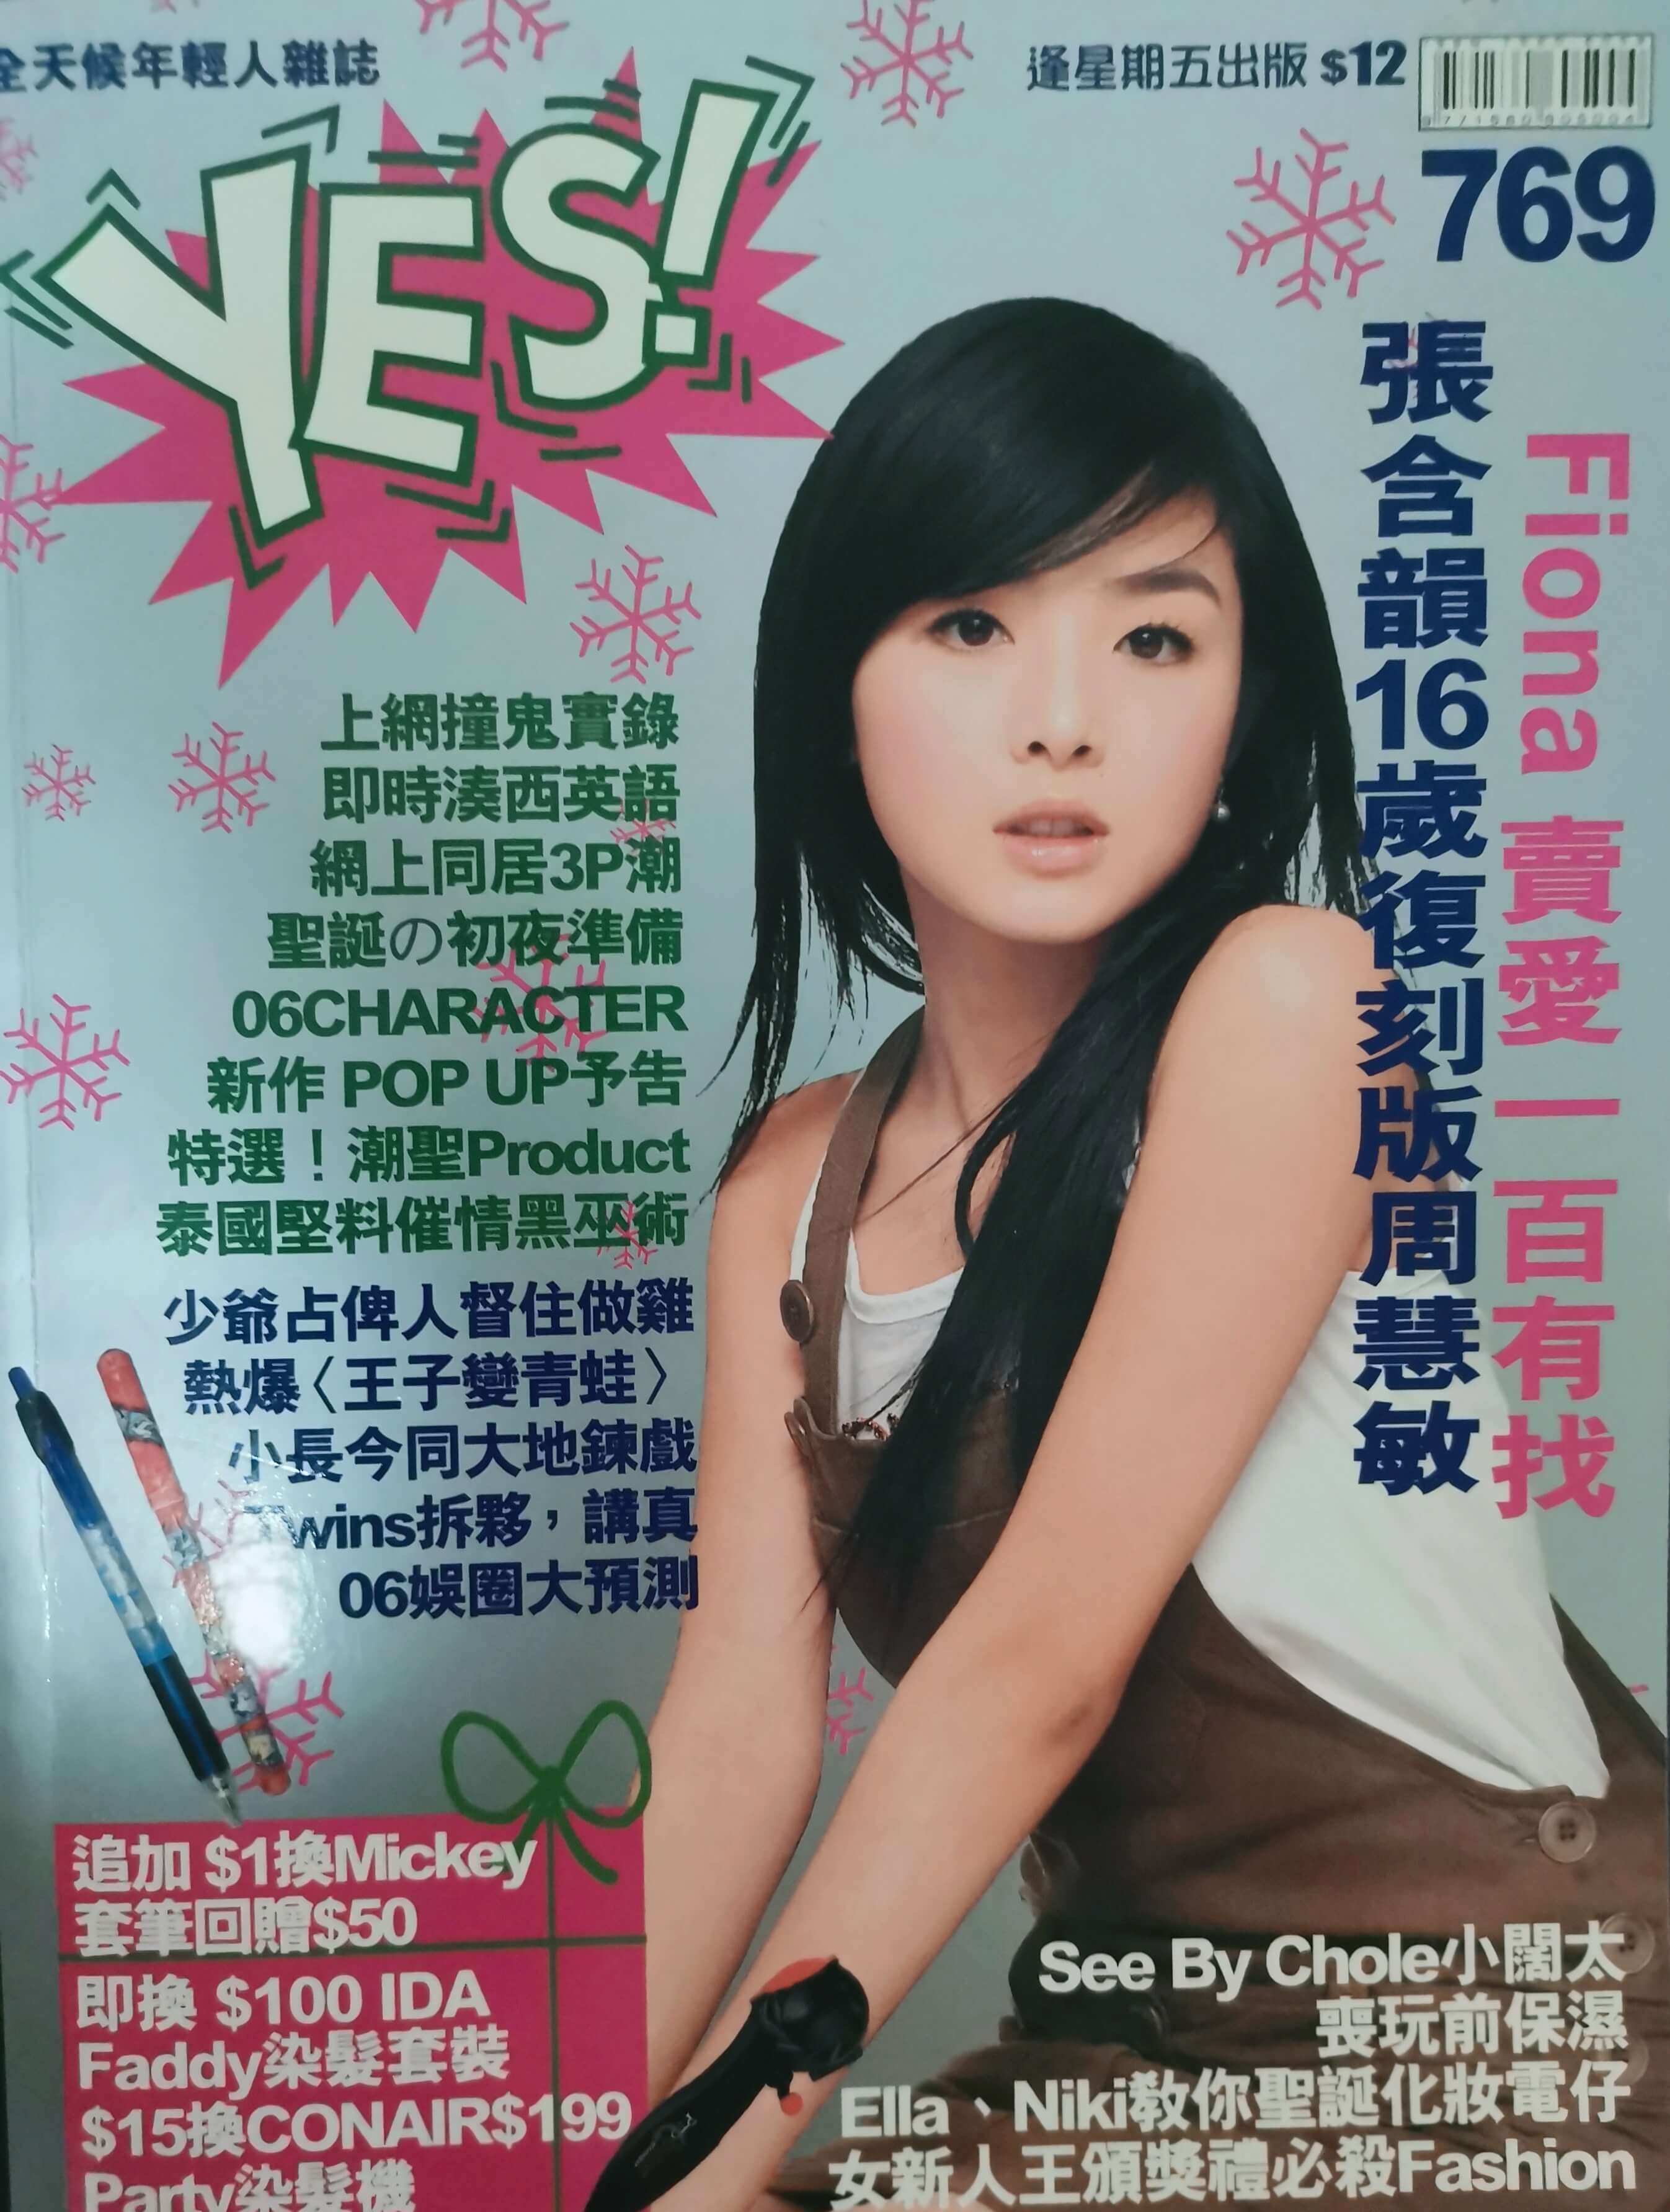 全天候年輕人雜誌
逢星期五出版 $12
YES!
769
張含韻16歲復刻版周慧敏
Fiona 賣愛一百有找
上網撞鬼實錄
即時湊西英語
網上同居3P潮
聖誕の初夜準備
06CHARACTER
新作 POP UP予告
特選！潮聖Product
泰國堅料催情黑巫術
少爺占俾人督住做雞
熱爆〈王子變青蛙〉
小長今同大地鍊戲
Twins拆夥，講真
06娛圈大預測
追加 $1換Mickey
套筆回贈$50
即換 $100 IDA
Faddy染髮套裝
$15換CONAIR$199
Party染髮機
See By Chole小闊太
喪玩前保濕
Ella、Niki教你聖誕化妝電仔
女新人王頒獎禮必殺Fashion